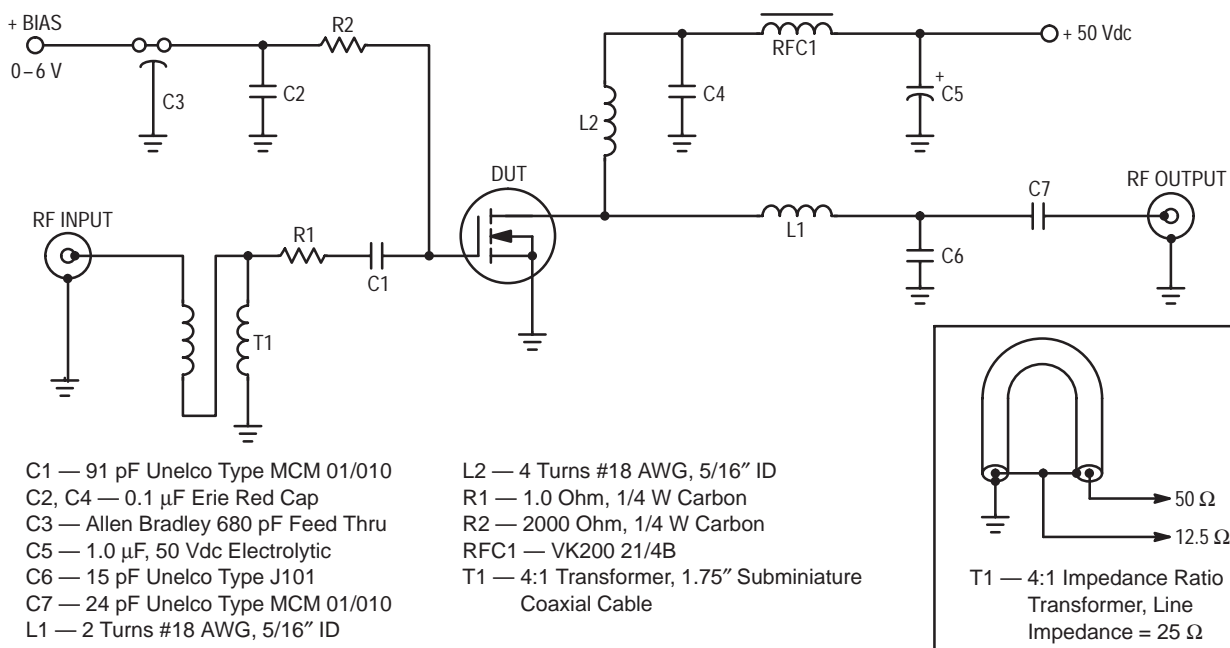 + BIAS
0–6 V
C3
C2
R2
RF INPUT
R1
C1
T1
DUT
L2
C4
RFC1
+
C5
+ 50 Vdc
L1
C6
C7
RF OUTPUT
C1 — 91 pF Unelco Type MCM 01/010
C2, C4 — 0.1 μF Erie Red Cap
C3 — Allen Bradley 680 pF Feed Thru
C5 — 1.0 μF, 50 Vdc Electrolytic
C6 — 15 pF Unelco Type J101
C7 — 24 pF Unelco Type MCM 01/010
L1 — 2 Turns #18 AWG, 5/16″ ID
L2 — 4 Turns #18 AWG, 5/16″ ID
R1 — 1.0 Ohm, 1/4 W Carbon
R2 — 2000 Ohm, 1/4 W Carbon
RFC1 — VK200 21/4B
T1 — 4:1 Transformer, 1.75″ Subminiature
Coaxial Cable
50 Ω
12.5 Ω
T1 — 4:1 Impedance Ratio
Transformer, Line
Impedance = 25 Ω